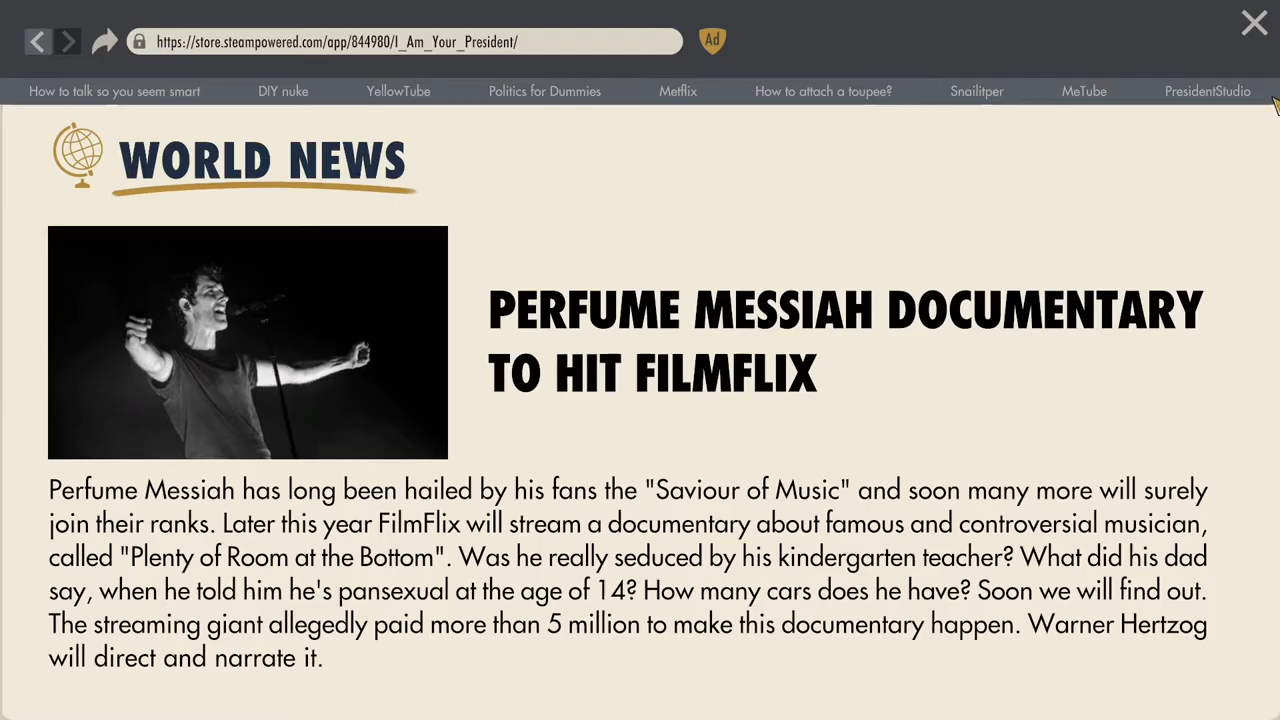 https://store.steampowered.com/app/844980/I_Am_Your_President/
Ad
How to talk so you seem smart DIY nuke YellowTube Politics for Dummies Metflix How to attach a toupee? Snailitper MeTube PresidentStudio
WORLD NEWS
PERFUME MESSIAH DOCUMENTARY
TO HIT FILMFLIX
Perfume Messiah has long been hailed by his fans the "Saviour of Music" and soon many more will surely
join their ranks. Later this year FilmFlix will stream a documentary about famous and controversial musician,
called "Plenty of Room at the Bottom". Was he really seduced by his kindergarten teacher? What did his dad
say, when he told him he's pansexual at the age of 14? How many cars does he have? Soon we will find out.
The streaming giant allegedly paid more than 5 million to make this documentary happen. Warner Hertzog
will direct and narrate it.